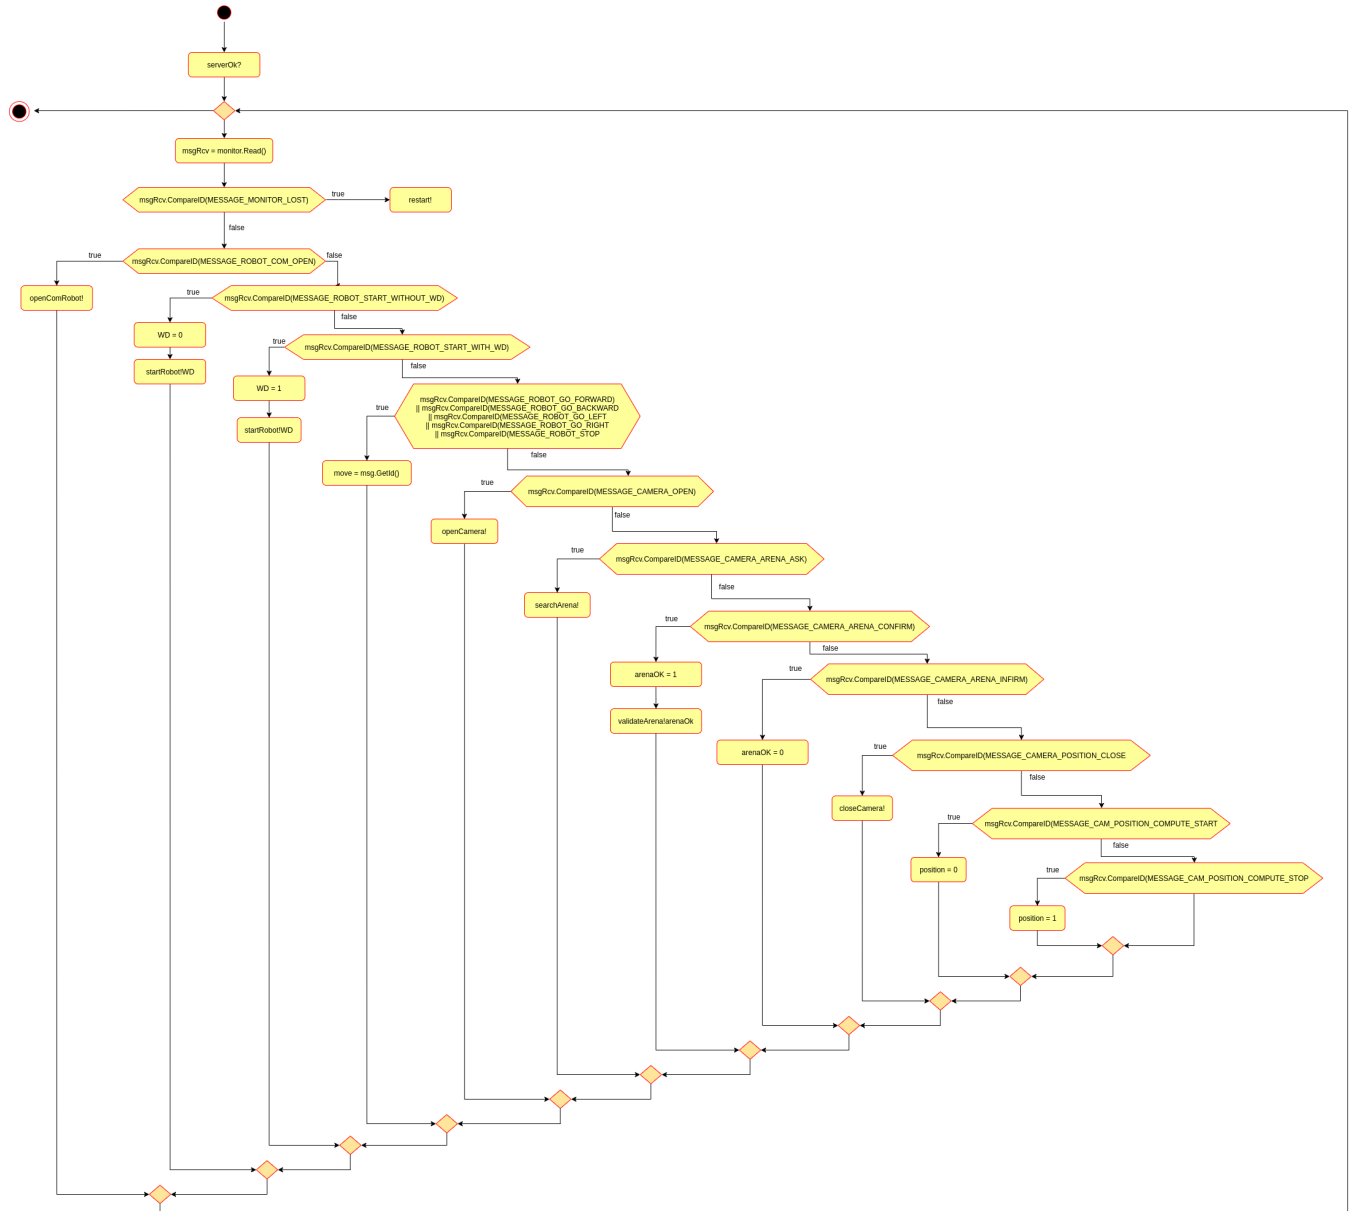 serverOk?
msgRcv = monitor.Read()
msgRcv.CompareID(MESSAGE_MONITOR_LOST)
true
restart!
false
msgRcv.CompareID(MESSAGE_ROBOT_COM_OPEN)
true
false
openComRobot!
msgRcv.CompareID(MESSAGE_ROBOT_START_WITHOUT_WD)
true
false
WD = 0
startRobot!WD
msgRcv.CompareID(MESSAGE_ROBOT_START_WITH_WD)
true
false
WD = 1
startRobot!WD
msgRcv.CompareID(MESSAGE_ROBOT_GO_FORWARD)
|| msgRcv.CompareID(MESSAGE_ROBOT_GO_BACKWARD
|| msgRcv.CompareID(MESSAGE_ROBOT_GO_LEFT
|| msgRcv.CompareID(MESSAGE_ROBOT_GO_RIGHT
|| msgRcv.CompareID(MESSAGE_ROBOT_STOP
true
false
move = msg.GetId()
msgRcv.CompareID(MESSAGE_CAMERA_OPEN)
true
false
openCamera!
msgRcv.CompareID(MESSAGE_CAMERA_ARENA_ASK)
true
false
searchArena!
msgRcv.CompareID(MESSAGE_CAMERA_ARENA_CONFIRM)
true
false
arenaOK = 1
validateArena!arenaOk
msgRcv.CompareID(MESSAGE_CAMERA_ARENA_INFIRM)
true
false
arenaOK = 0
msgRcv.CompareID(MESSAGE_CAMERA_POSITION_CLOSE
true
false
closeCamera!
msgRcv.CompareID(MESSAGE_CAM_POSITION_COMPUTE_START
true
false
position = 0
msgRcv.CompareID(MESSAGE_CAM_POSITION_COMPUTE_STOP
true
position = 1